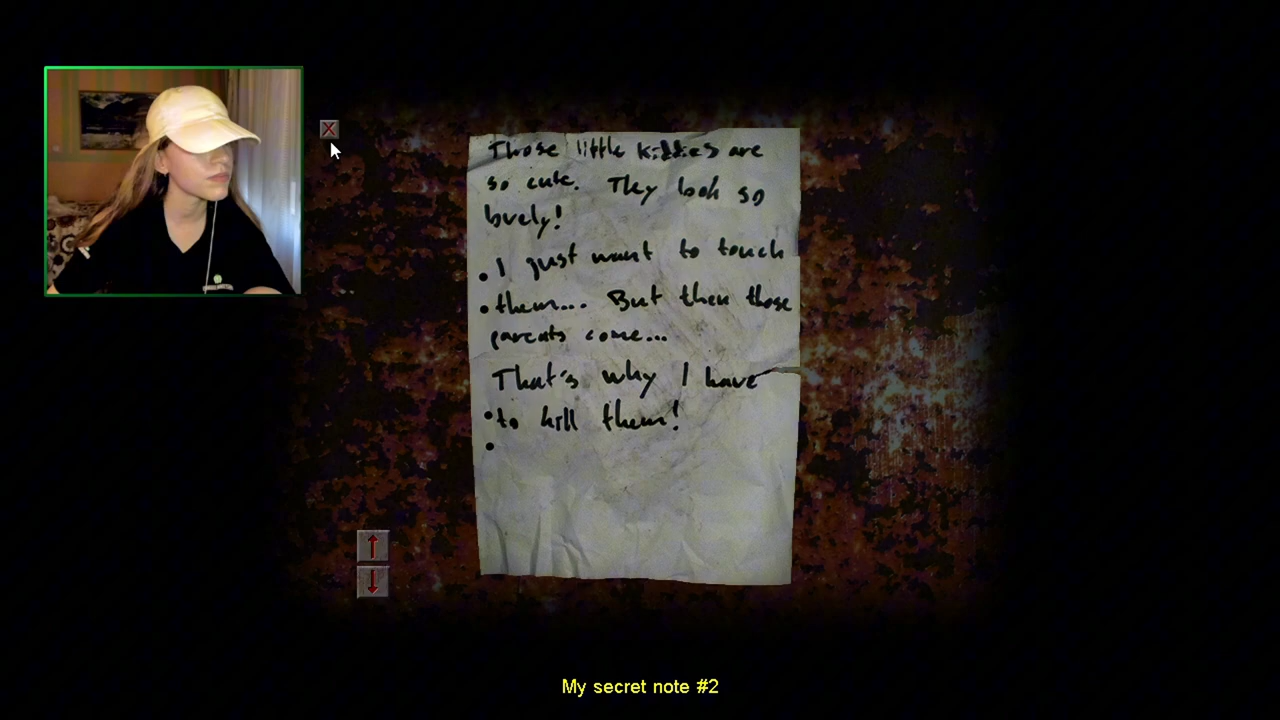 Those little kiddies are
so cute. They look so
lovely!
I just want to touch
them... But then those
parents come...
That's why I have
to kill them!
My secret note #2